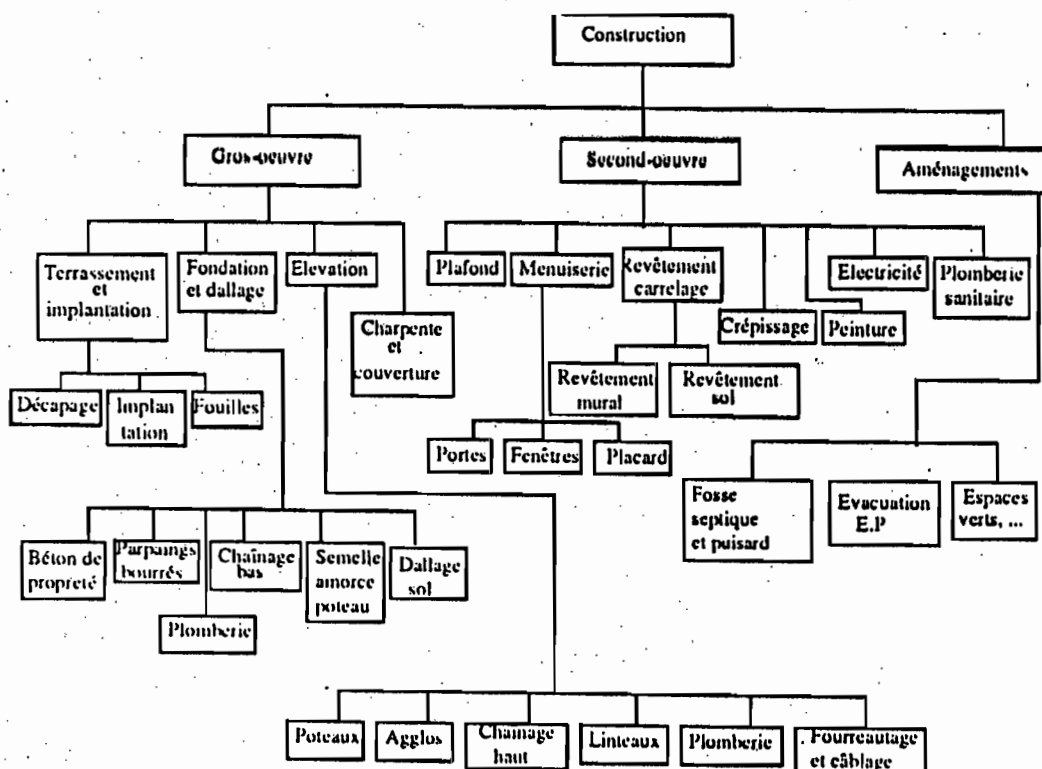 Construction
Gros-oeuvre
Second-oeuvre
Aménagements
Terrassement
et
implantation
Fondation
et dallage
Elevation
Charpente
et
couverture
Plafond
Menuiserie
Revêtement
carrelage
Crépissage
Peinture
Electricité
Plomberie
sanitaire
Décapage
Implan
tation
Fouilles
Revêtement
mural
Revêtement
sol
Portes
Fenêtres
Placard
Fosse
septique
et puisard
Evacuation
E.P
Espaces
verts, ...
Béton de
propreté
Parpaings
bourrés
Plomberie
Chaînage
bas
Semelle
amorce
poteau
Dallage
sol
Poteaux
Agglos
Chainage
haut
Linteaux
Plomberie
Fourreautage
et câblage